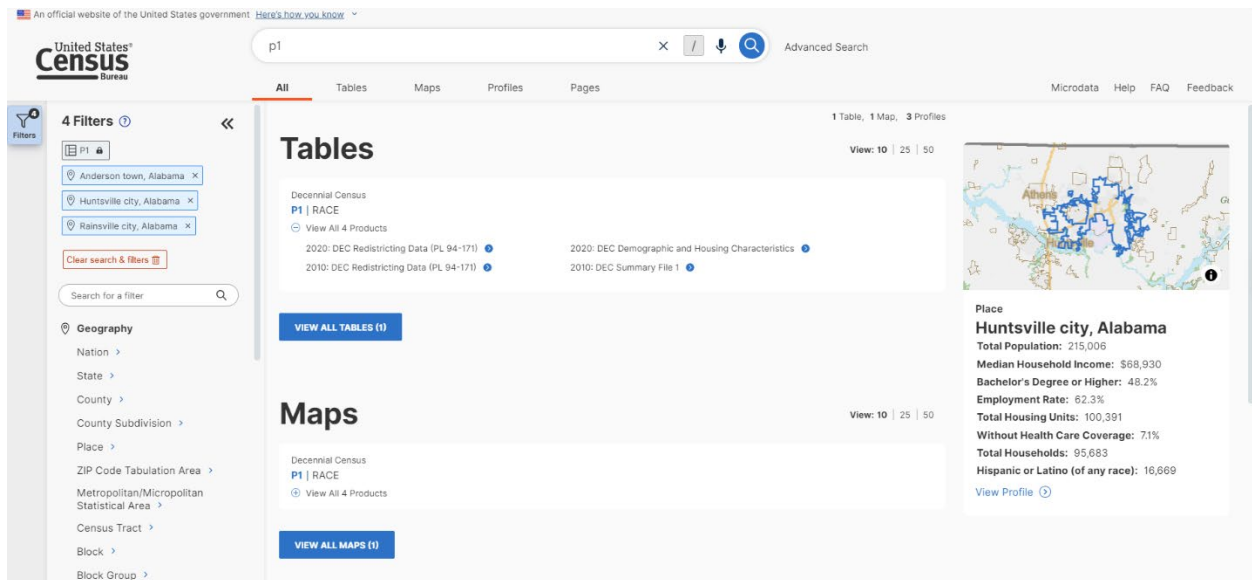 An official website of the United States government Here's how you know
United States®
Census
Bureau
p1
/
Advanced Search
All Tables Maps Profiles Pages
Microdata Help FAQ Feedback
4
Filters
4 Filters
P1
Anderson town, Alabama ×
Huntsville city, Alabama ×
Rainsville city, Alabama ×
Clear search & filters
Search for a filter
Geography
Nation
State
County
County Subdivision
Place
ZIP Code Tabulation Area
Metropolitan/Micropolitan
Statistical Area
Census Tract
Block
Block Group
1 Table, 1 Map, 3 Profiles
Tables
View: 10 | 25 | 50
Decennial Census
P1 | RACE
View All 4 Products
2020: DEC Redistricting Data (PL 94-171)
2020: DEC Demographic and Housing Characteristics
2010: DEC Redistricting Data (PL 94-171)
2010: DEC Summary File 1
VIEW ALL TABLES (1)
Maps
View: 10 | 25 | 50
Decennial Census
P1 | RACE
View All 4 Products
VIEW ALL MAPS (1)
Athens
Huntsville
Place
Huntsville city, Alabama
Total Population: 215,006
Median Household Income: $68,930
Bachelor's Degree or Higher: 48.2%
Employment Rate: 62.3%
Total Housing Units: 100,391
Without Health Care Coverage: 7.1%
Total Households: 95,683
Hispanic or Latino (of any race): 16,669
View Profile